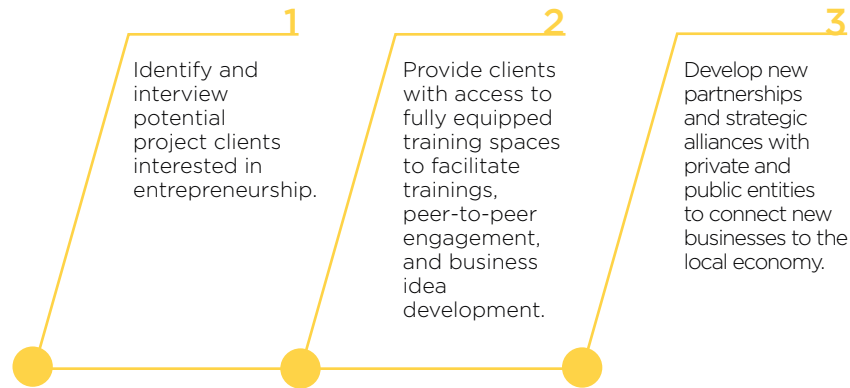 1
Identify and
interview
potential
project clients
interested in
entrepreneurship.
2
Provide clients
with access to
fully equipped
training spaces
to facilitate
trainings,
peer-to-peer
engagement,
and business
idea
development.
3
Develop new
partnerships
and strategic
alliances with
private and
public entities
to connect new
businesses to the
local economy.